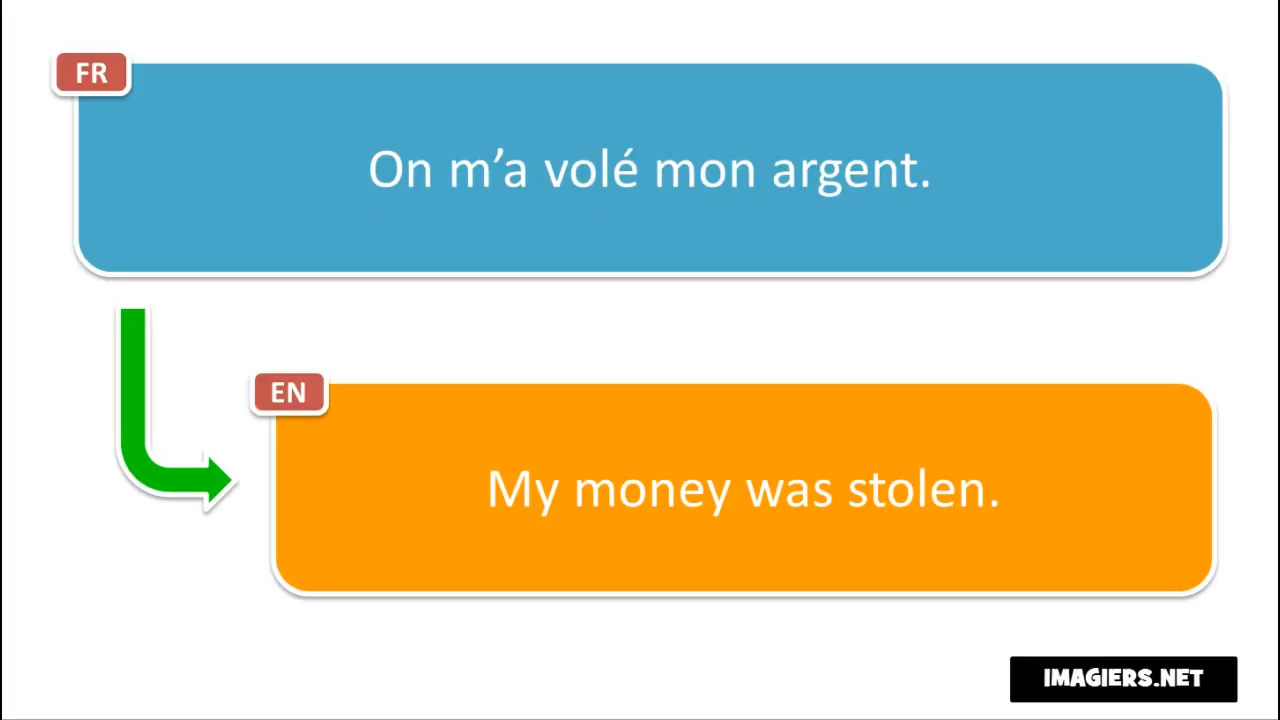 FR
On m’a volé mon argent.
EN
My money was stolen.
IMAGIERS.NET